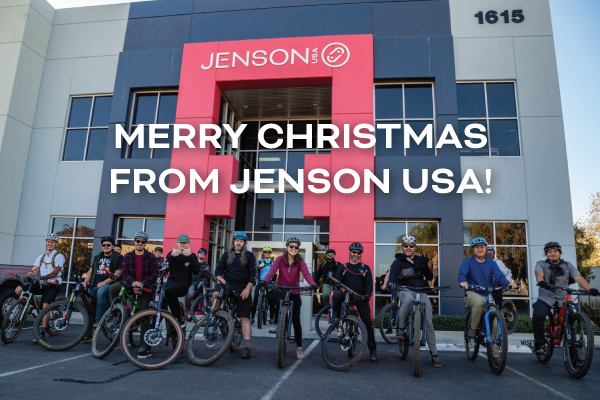 1615
JENSON USA
MERRY CHRISTMAS
FROM JENSON USA!